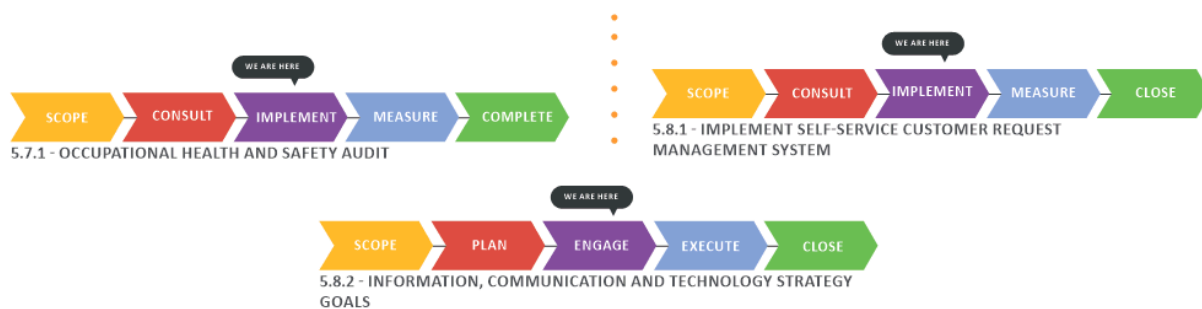 WE ARE HERE
SCOPE CONSULT IMPLEMENT MEASURE COMPLETE
5.7.1 - OCCUPATIONAL HEALTH AND SAFETY AUDIT
WE ARE HERE
SCOPE CONSULT IMPLEMENT MEASURE CLOSE
5.8.1 - IMPLEMENT SELF-SERVICE CUSTOMER REQUEST
MANAGEMENT SYSTEM
WE ARE HERE
SCOPE PLAN ENGAGE EXECUTE CLOSE
5.8.2 - INFORMATION, COMMUNICATION AND TECHNOLOGY STRATEGY
GOALS